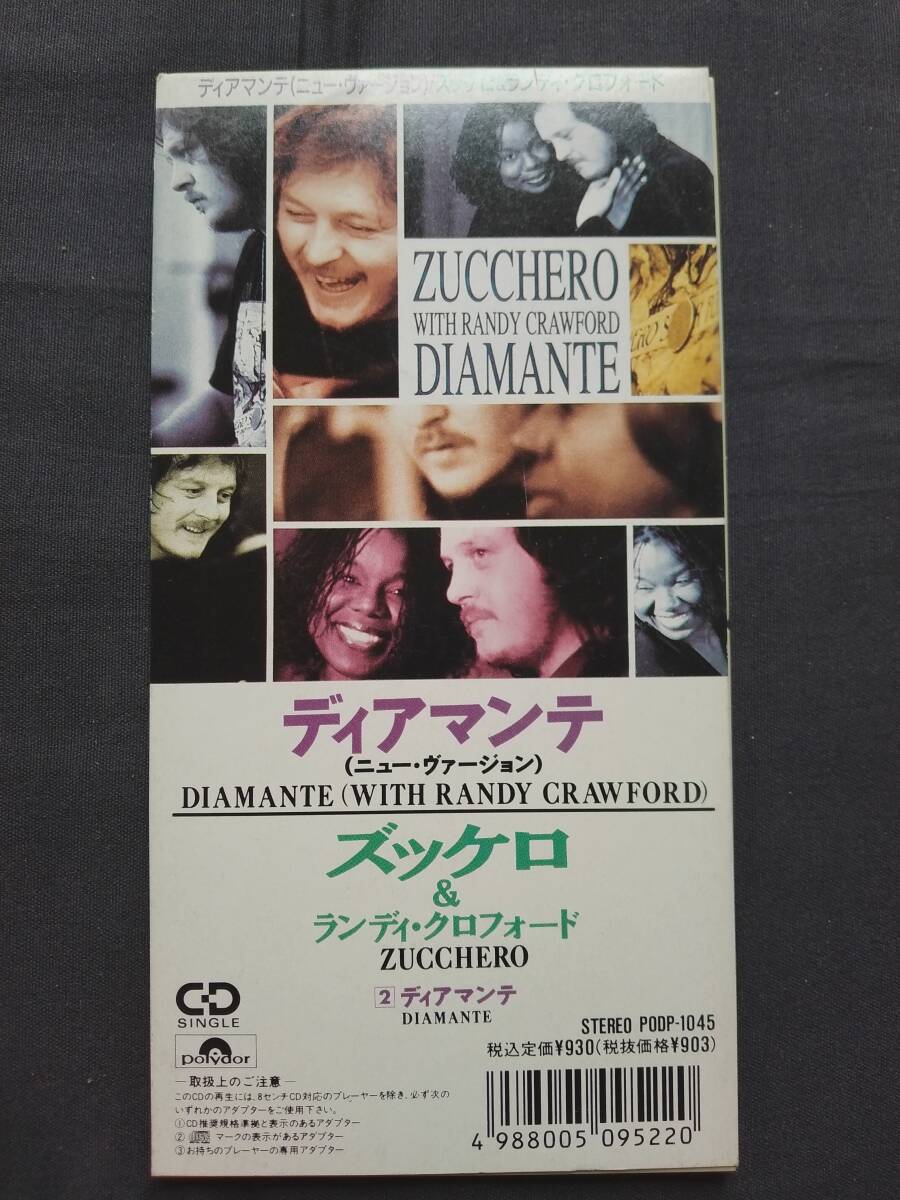 ディアマンテ(ニュー・ヴァージョン)/ズッケロ&ランディ・クロフォード
ZUCCHERO
WITH RANDY CRAWFORD
DIAMANTE
ディアマンテ
(ニュー・ヴァージョン)
DIAMANTE (WITH RANDY CRAWFORD)
ズッケロ
&
ランディ・クロフォード
ZUCCHERO
2 ディアマンテ
DIAMANTE
CD
SINGLE
polydor
STEREO PODP-1045
税込定価¥930(税抜価格¥903)
—取扱上のご注意—
このCDの再生には、8センチCD対応のプレーヤーを除き、必ず次の
いずれかのアダプターをご使用下さい。
①CD推奨規格準拠と表示のあるアダプター
② マークの表示があるアダプター
③お持ちのプレーヤーの専用アダプター
4 988005 095220